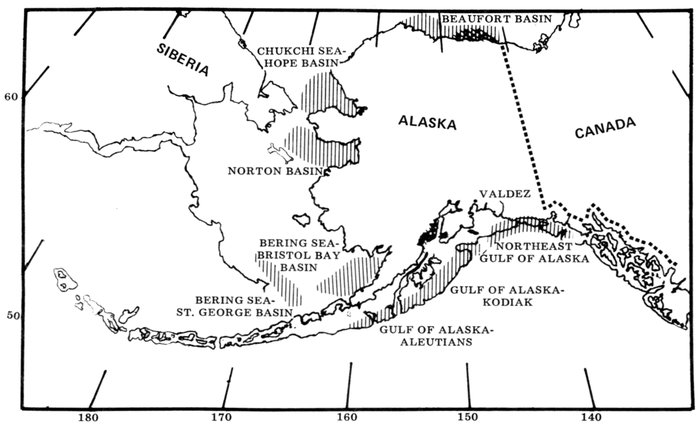 BEAUFORT BASIN
CHUKCHI SEA-
HOPE BASIN
SIBERIA
60
ALASKA
CANADA
NORTON BASIN
VALDEZ
BERING SEA-
BRISTOL BAY
BASIN
NORTHEAST
GULF OF ALASKA
BERING SEA-
ST. GEORGE BASIN
GULF OF ALASKA-
KODIAK
50
GULF OF ALASKA-
ALEUTIANS
180
170
160
150
140